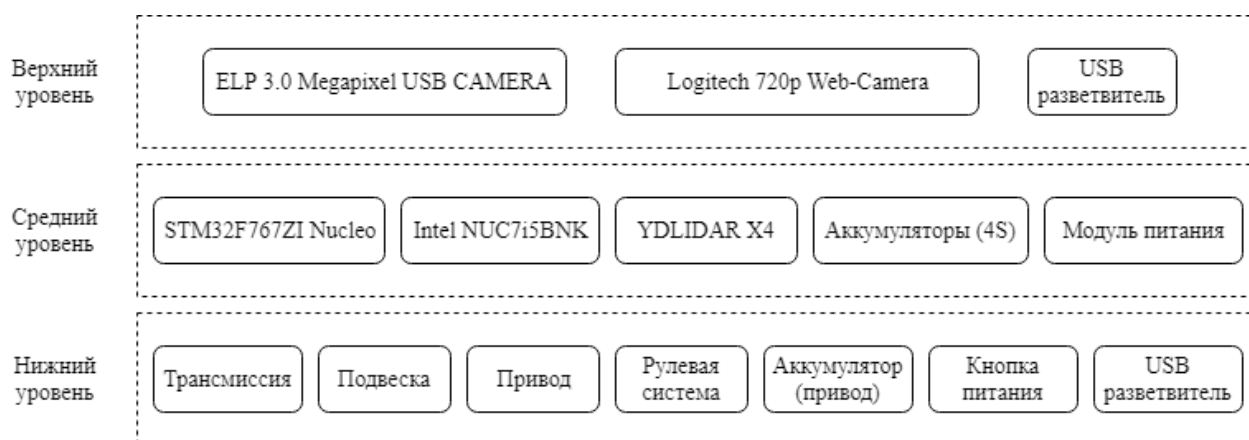 Верхний
уровень
ELP 3.0 Megapixel USB CAMERA
Logitech 720p Web-Camera
USB
разветвитель
Средний
уровень
STM32F767ZI Nucleo
Intel NUC7i5BNK
YDLIDAR X4
Аккумуляторы (4S)
Модуль питания
Нижний
уровень
Трансмиссия
Подвеска
Привод
Рулевая
система
Аккумулятор
(привод)
Кнопка
питания
USB
разветвитель